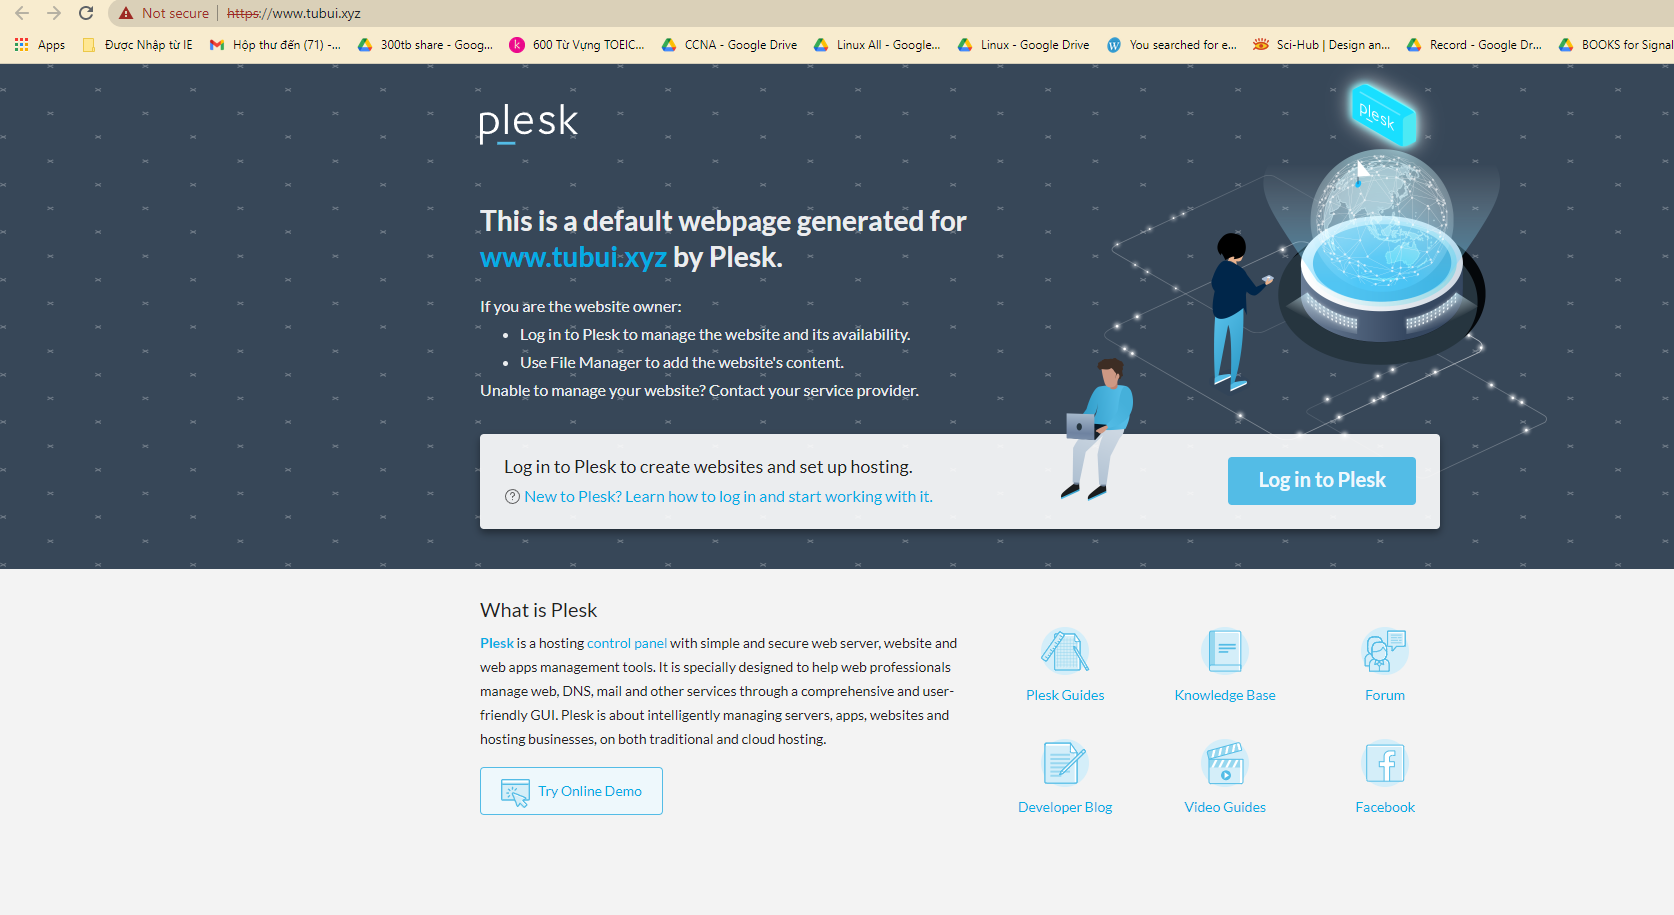 Not secure https://www.tubui.xyz
Apps Được Nhập từ IE Hộp thư đến (71) -... 300tb share - Goog... 600 Từ Vựng TOEIC... CCNA - Google Drive Linux All - Google... Linux - Google Drive You searched for e... Sci-Hub | Design an... Record - Google Dr... BOOKS for Signal
plesk
plesk
This is a default webpage generated for
www.tubui.xyz by Plesk.
If you are the website owner:
• Log in to Plesk to manage the website and its availability.
• Use File Manager to add the website's content.
Unable to manage your website? Contact your service provider.
Log in to Plesk to create websites and set up hosting.
? New to Plesk? Learn how to log in and start working with it.
Log in to Plesk
What is Plesk
Plesk is a hosting control panel with simple and secure web server, website and
web apps management tools. It is specially designed to help web professionals
manage web, DNS, mail and other services through a comprehensive and user-
friendly GUI. Plesk is about intelligently managing servers, apps, websites and
hosting businesses, on both traditional and cloud hosting.
Try Online Demo
Plesk Guides Knowledge Base Forum
Developer Blog Video Guides Facebook